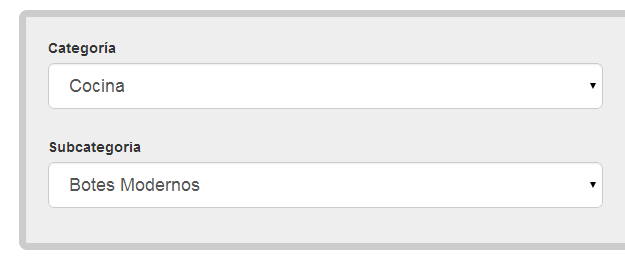 Categoría
Cocina
Subcategoria
Botes Modernos